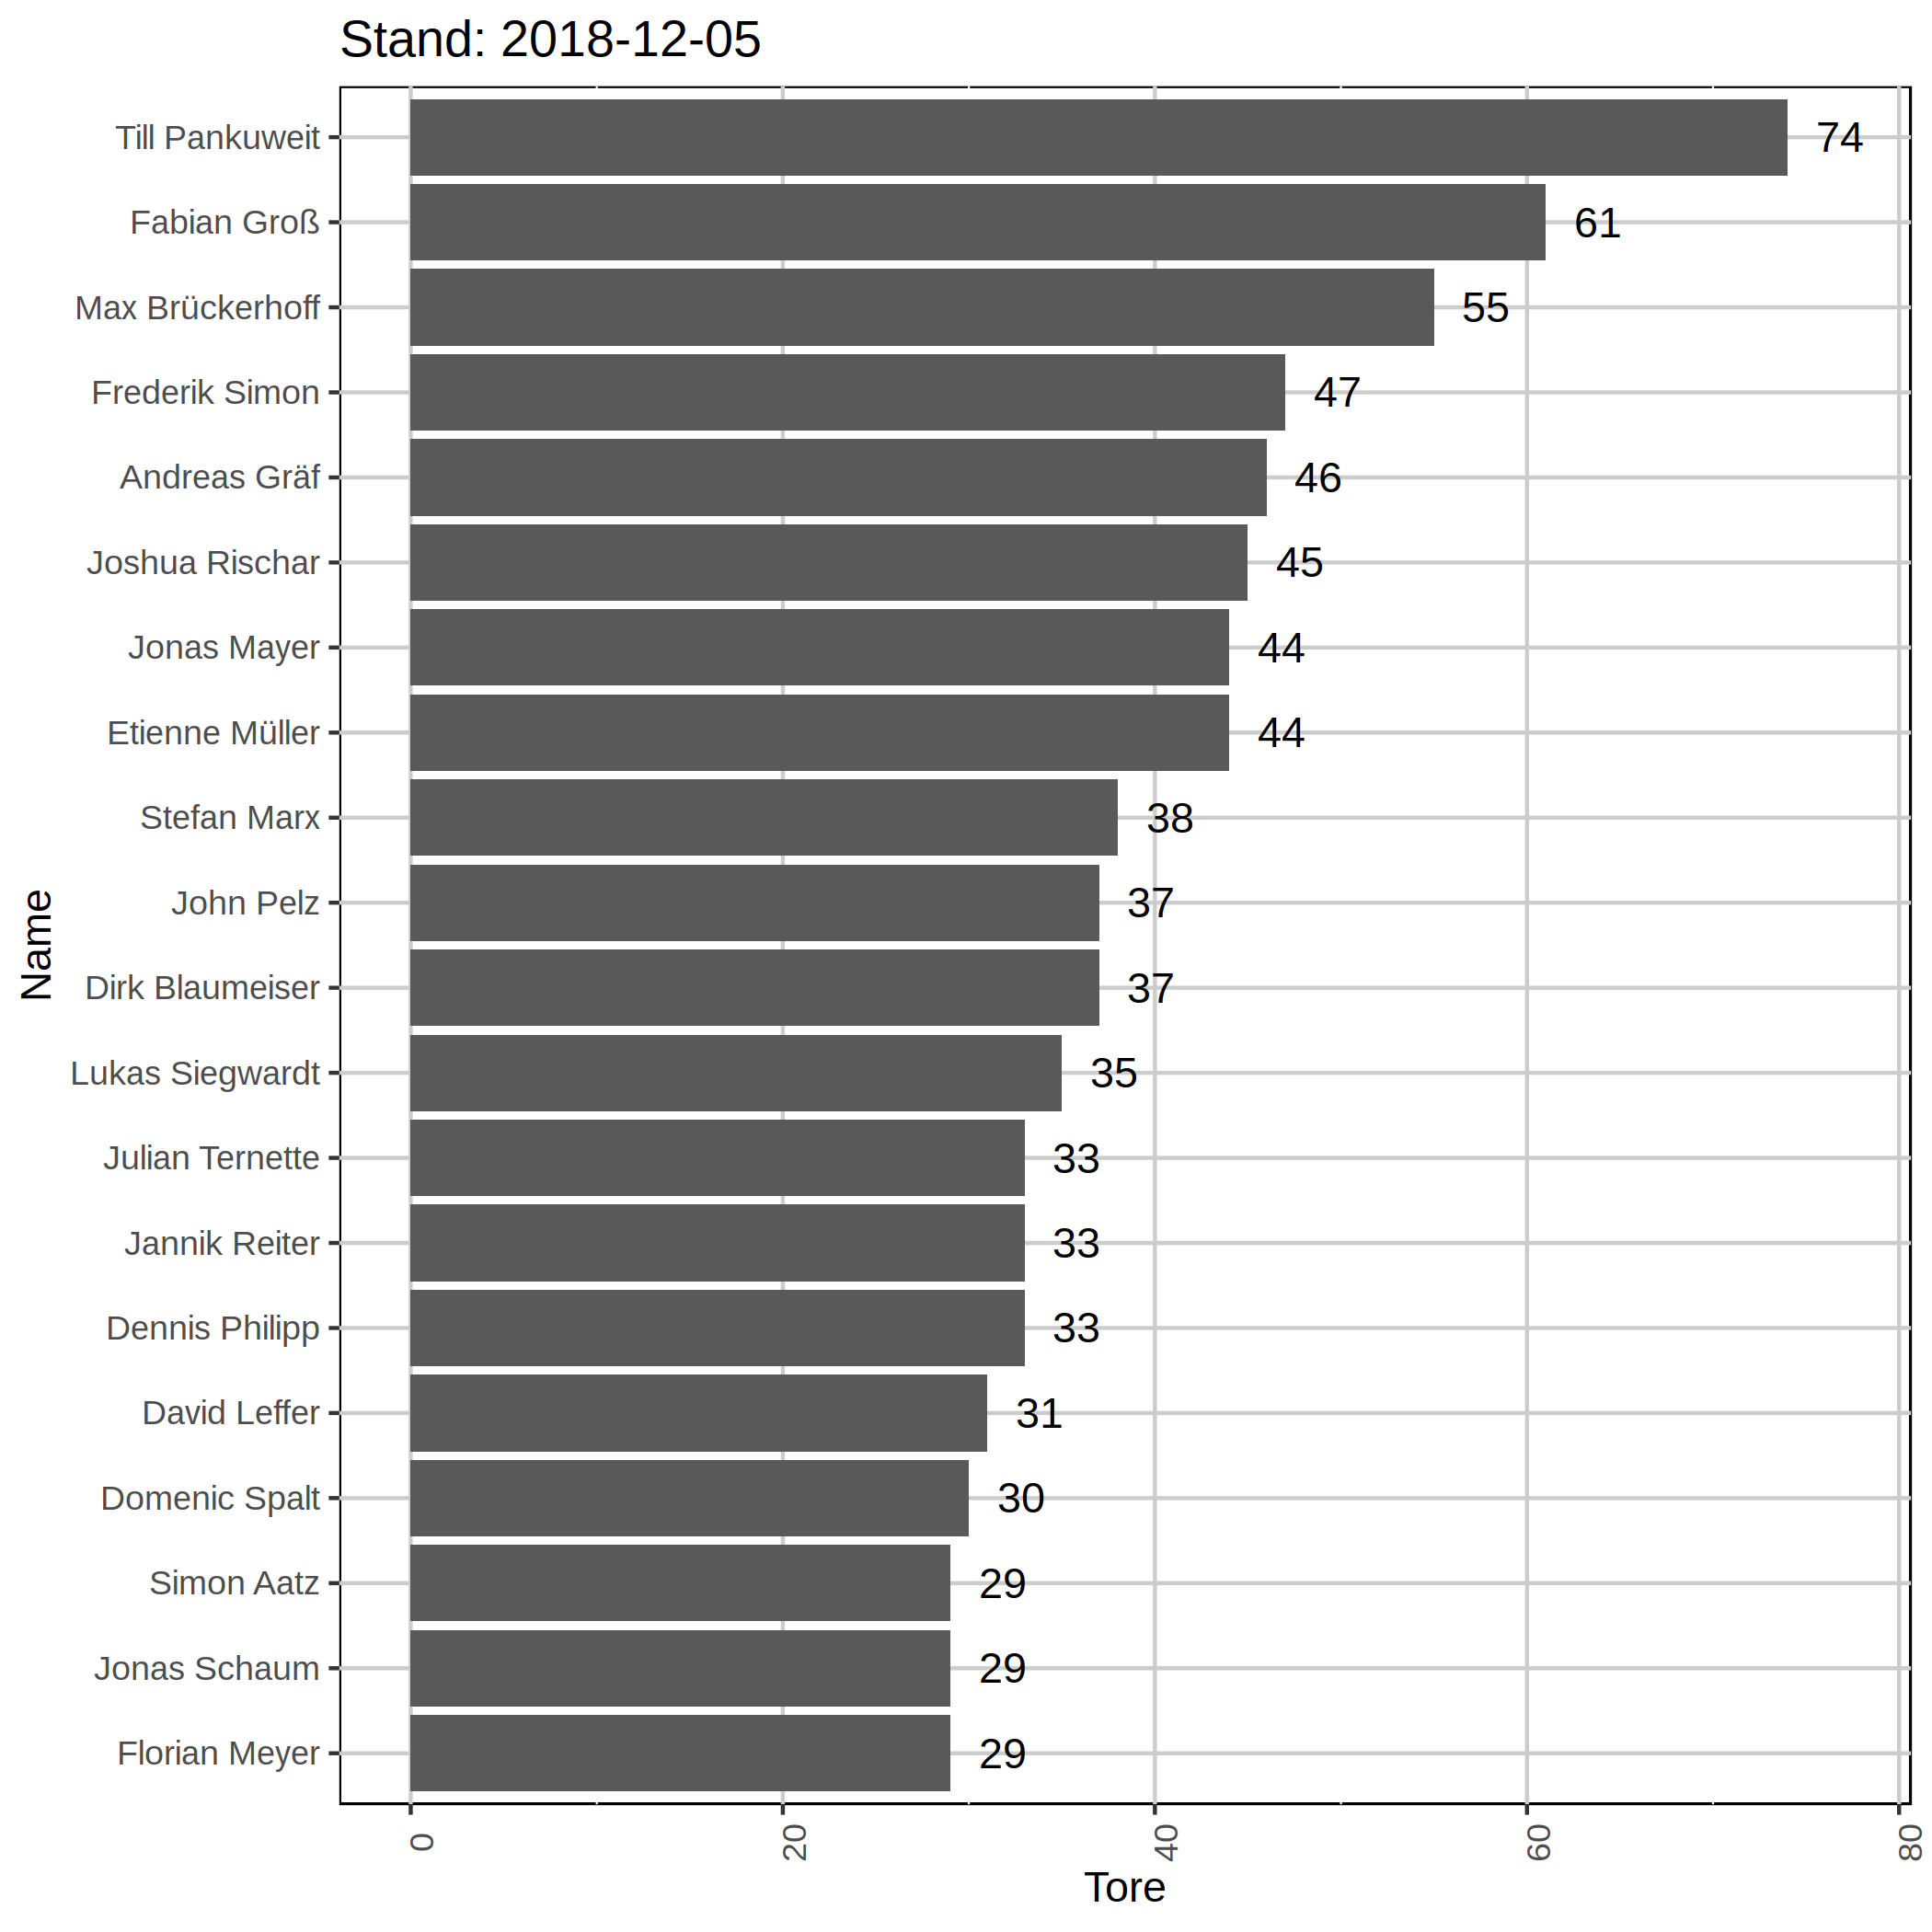 Stand: 2018-12-05
Till Pankuweit 74
Fabian Groß 61
Max Brückerhoff 55
Frederik Simon 47
Andreas Gräf 46
Joshua Rischar 45
Jonas Mayer 44
Etienne Müller 44
Stefan Marx 38
John Pelz 37
Dirk Blaumeiser 37
Lukas Siegwardt 35
Julian Ternette 33
Jannik Reiter 33
Dennis Philipp 33
David Leffer 31
Domenic Spalt 30
Simon Aatz 29
Jonas Schaum 29
Florian Meyer 29
Name
0 20 40 60 80
Tore